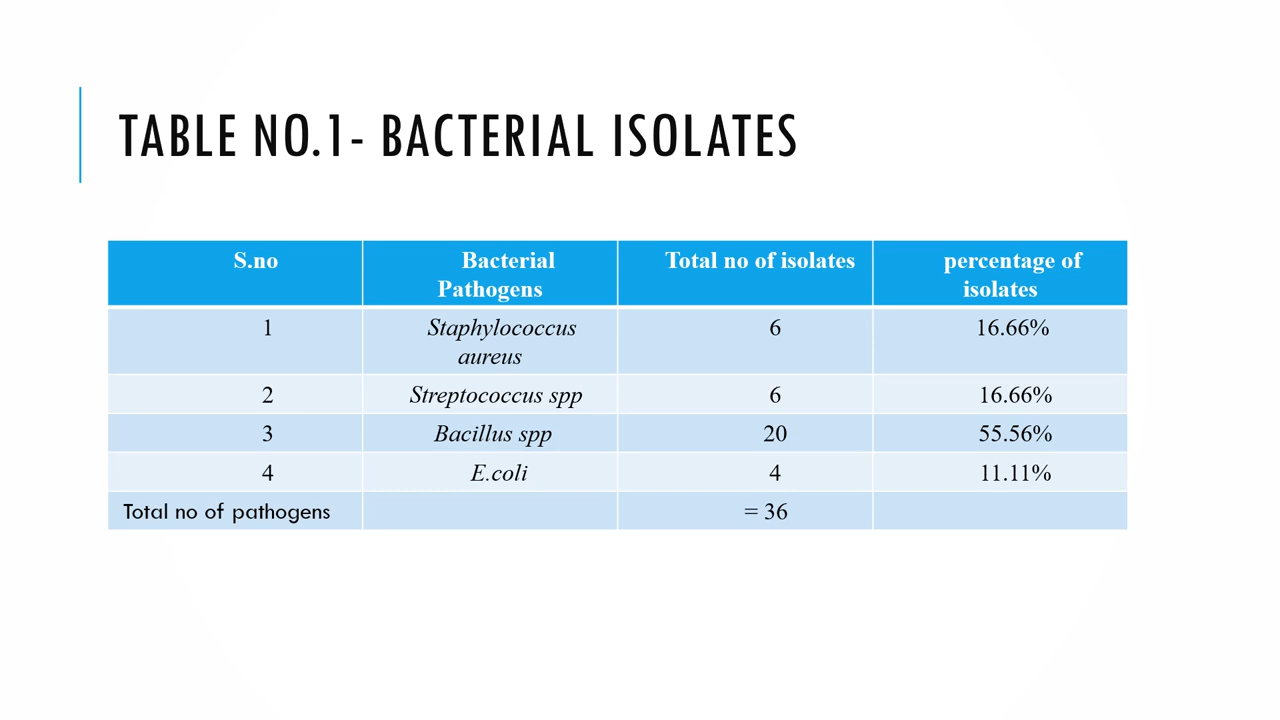 TABLE NO.1- BACTERIAL ISOLATES
S.no Bacterial Pathogens Total no of isolates percentage of isolates
1 Staphylococcus aureus 6 16.66%
2 Streptococcus spp 6 16.66%
3 Bacillus spp 20 55.56%
4 E.coli 4 11.11%
Total no of pathogens = 36